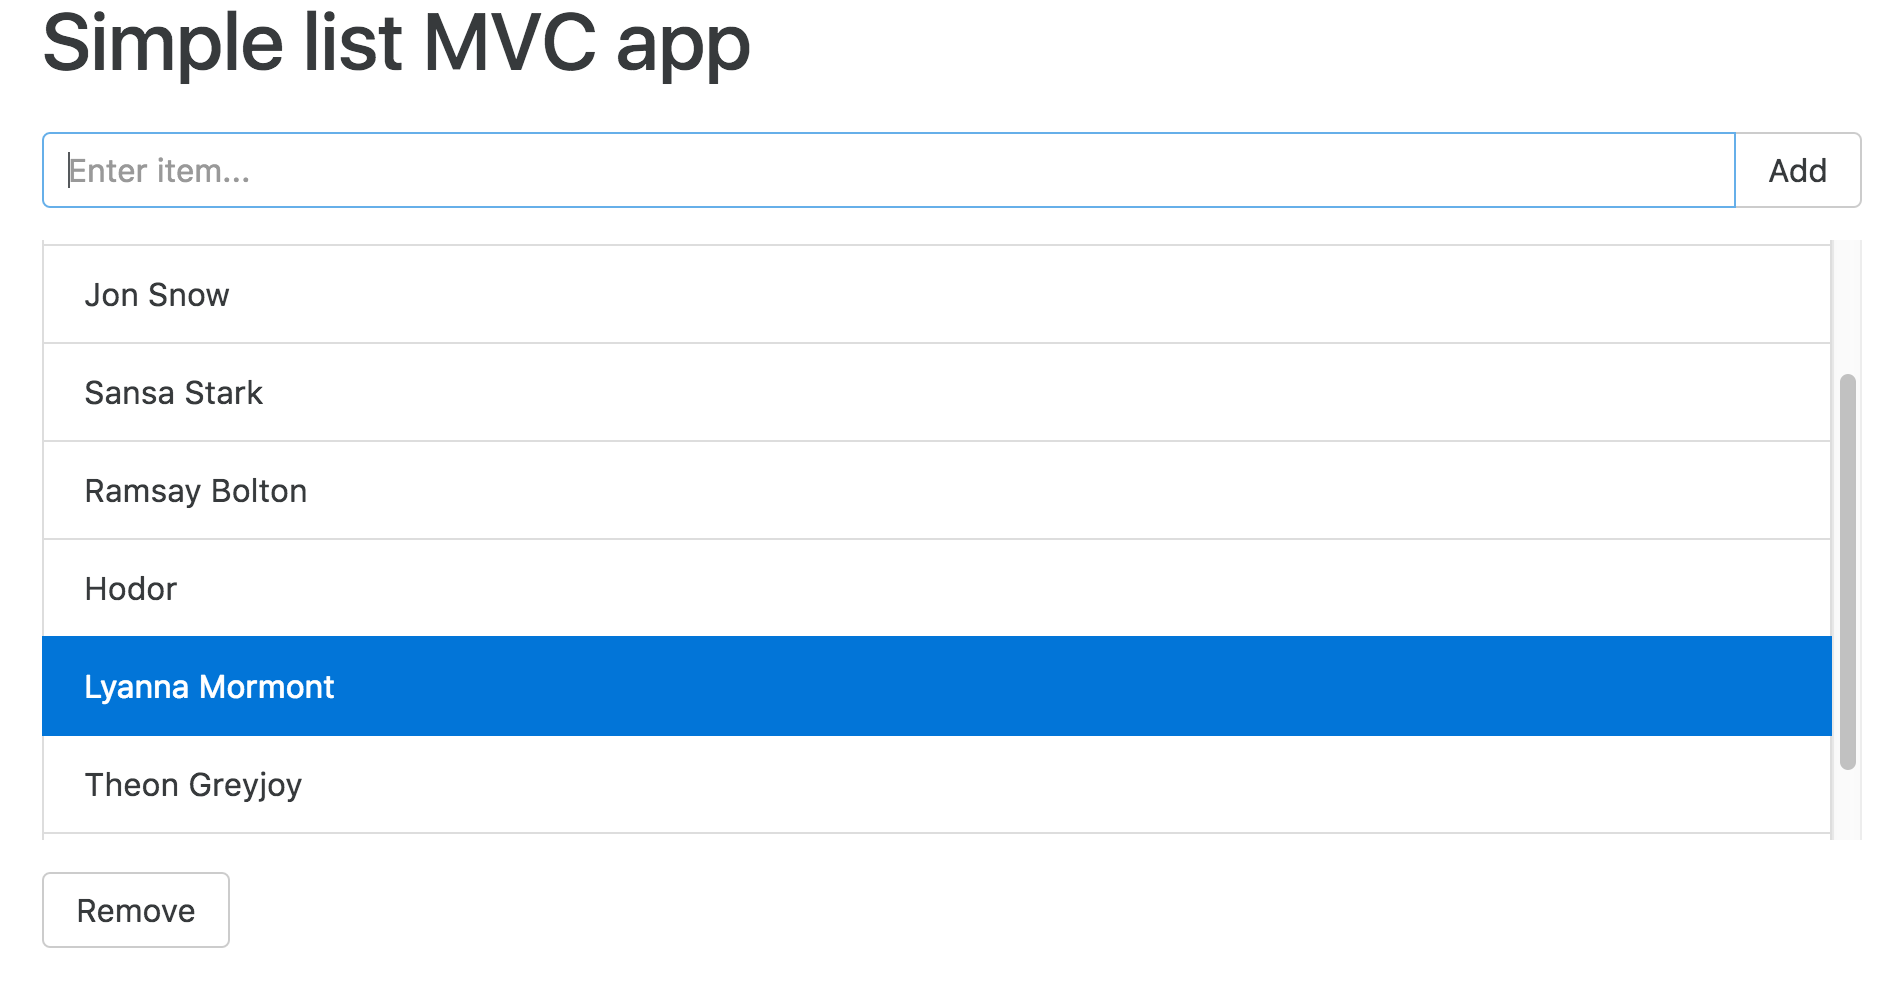 Simple list MVC app
Enter item...
Add
Jon Snow
Sansa Stark
Ramsay Bolton
Hodor
Lyanna Mormont
Theon Greyjoy
Remove